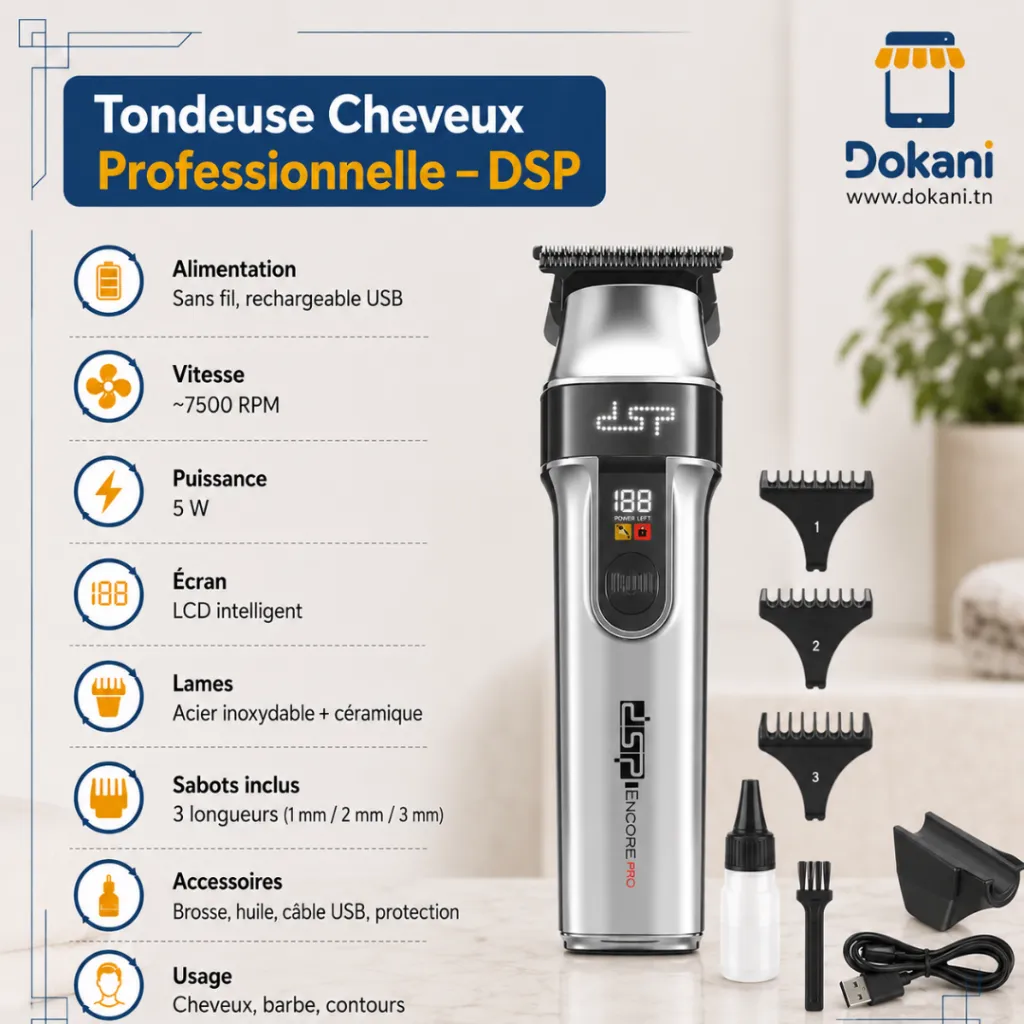 Tondeuse Cheveux
Professionnelle – DSP
Dokani
www.dokani.tn
Alimentation
Sans fil, rechargeable USB
Vitesse
~7500 RPM
Puissance
5 W
188
Écran
LCD intelligent
Lames
Acier inoxydable + céramique
Sabots inclus
3 longueurs (1 mm / 2 mm / 3 mm)
Accessoires
Brosse, huile, câble USB, protection
Usage
Cheveux, barbe, contours
dsp
188
POWER LEFT
dsp ENCORE PRO
1
2
3